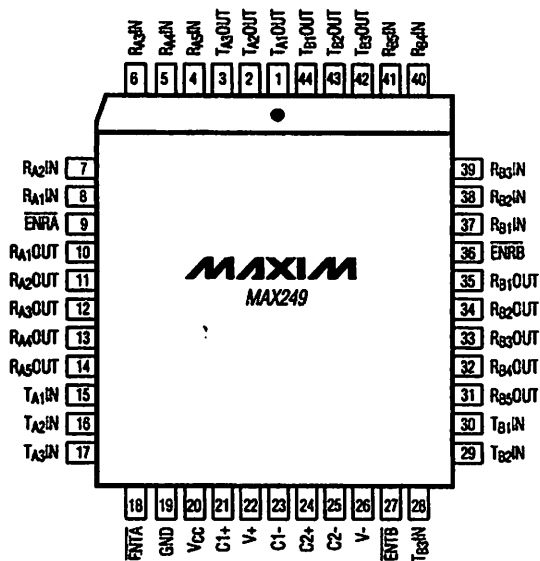 RA3IN RA4IN RA5IN TA3OUT TA2OUT TA1OUT TB1OUT TB2OUT TB3OUT RB5IN RB4IN
6 5 4 3 2 1 44 43 42 41 40
RA2IN 7
RA1IN 8
ENRA 9
RA1OUT 10
RA2OUT 11
RA3OUT 12
RA4OUT 13
RA5OUT 14
TA1IN 15
TA2IN 16
TA3IN 17
MAXIM
MAX249
39 RB3IN
38 RB2IN
37 RB1IN
36 ENRB
35 RB1OUT
34 RB2OUT
33 RB3OUT
32 RB4OUT
31 RB5OUT
30 TB1IN
29 TB2IN
18 19 20 21 22 23 24 25 26 27 28
ENTA GND VCC C1+ V+ C1- C2+ C2- V- ENTB TB3IN